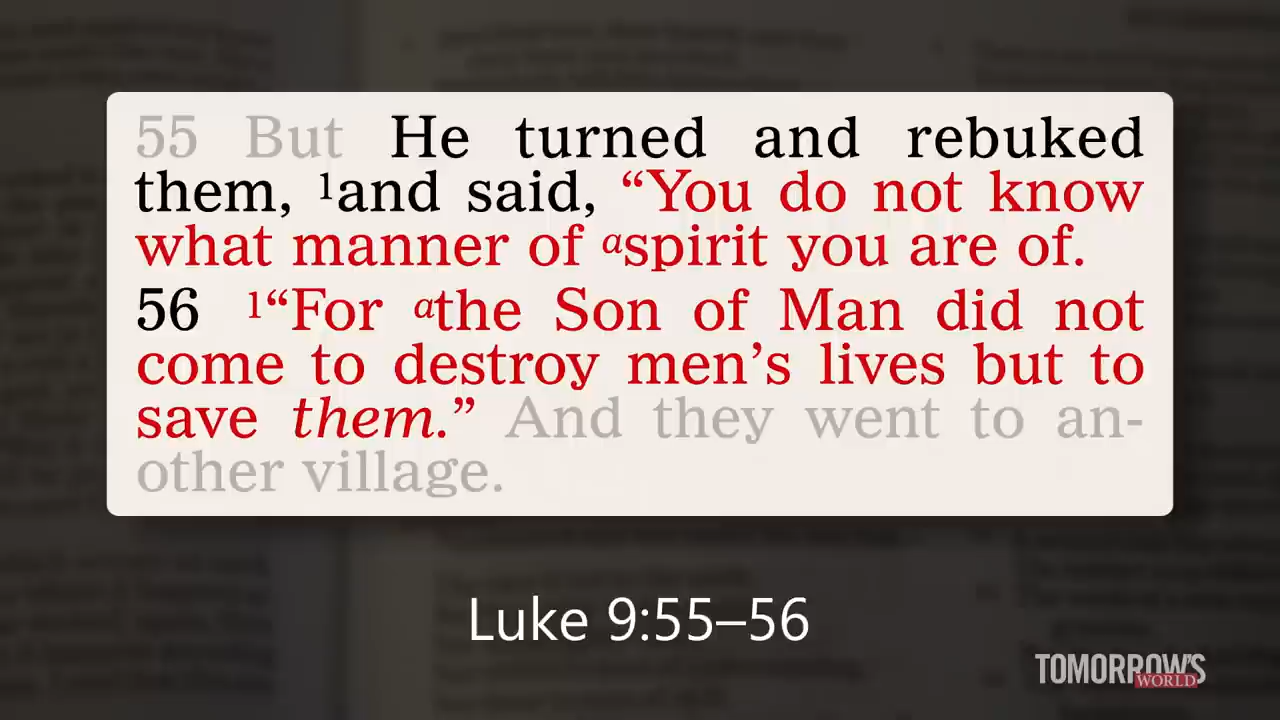 55 But He turned and rebuked
them, ¹and said, “You do not know
what manner of ᵃspirit you are of.
56 ¹“For ᵃthe Son of Man did not
come to destroy men’s lives but to
save them.” And they went to an-
other village.
Luke 9:55–56
TOMORROW'S
WORLD